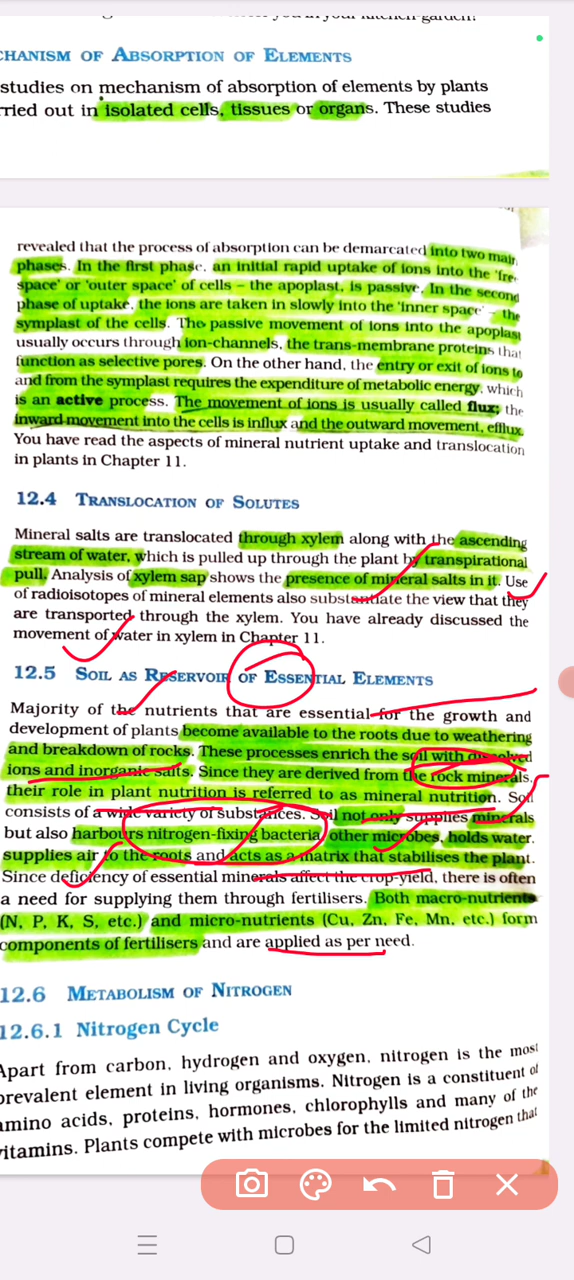 in your kitchen-garden?
CHANISM OF ABSORPTION OF ELEMENTS
studies on mechanism of absorption of elements by plants
rried out in isolated cells, tissues or organs. These studies
revealed that the process of absorption can be demarcated into two main
phases. In the first phase, an initial rapid uptake of ions into the 'free
space' or 'outer space' of cells – the apoplast, is passive. In the second
phase of uptake, the ions are taken in slowly into the 'inner space' – the
symplast of the cells. The passive movement of ions into the apoplast
usually occurs through ion-channels, the trans-membrane proteins that
function as selective pores. On the other hand, the entry or exit of ions to
and from the symplast requires the expenditure of metabolic energy, which
is an active process. The movement of ions is usually called flux; the
inward movement into the cells is influx and the outward movement, efflux.
You have read the aspects of mineral nutrient uptake and translocation
in plants in Chapter 11.
12.4 TRANSLOCATION OF SOLUTES
Mineral salts are translocated through xylem along with the ascending
stream of water, which is pulled up through the plant by transpirational
pull. Analysis of xylem sap shows the presence of mineral salts in it. Use
of radioisotopes of mineral elements also substantiate the view that they
are transported through the xylem. You have already discussed the
movement of water in xylem in Chapter 11.
12.5 SOIL AS RESERVOIR OF ESSENTIAL ELEMENTS
Majority of the nutrients that are essential for the growth and
development of plants become available to the roots due to weathering
and breakdown of rocks. These processes enrich the soil with dissolved
ions and inorganic salts. Since they are derived from the rock minerals,
their role in plant nutrition is referred to as mineral nutrition. Soil
consists of a wide variety of substances. Soil not only supplies minerals
but also harbours nitrogen-fixing bacteria, other microbes, holds water,
supplies air to the roots and acts as a matrix that stabilises the plant.
Since deficiency of essential minerals affect the crop-yield, there is often
a need for supplying them through fertilisers. Both macro-nutrients
(N, P, K, S, etc.) and micro-nutrients (Cu, Zn, Fe, Mn, etc.) form
components of fertilisers and are applied as per need.
12.6 METABOLISM OF NITROGEN
12.6.1 Nitrogen Cycle
Apart from carbon, hydrogen and oxygen, nitrogen is the most
prevalent element in living organisms. Nitrogen is a constituent of
amino acids, proteins, hormones, chlorophylls and many of the
vitamins. Plants compete with microbes for the limited nitrogen that